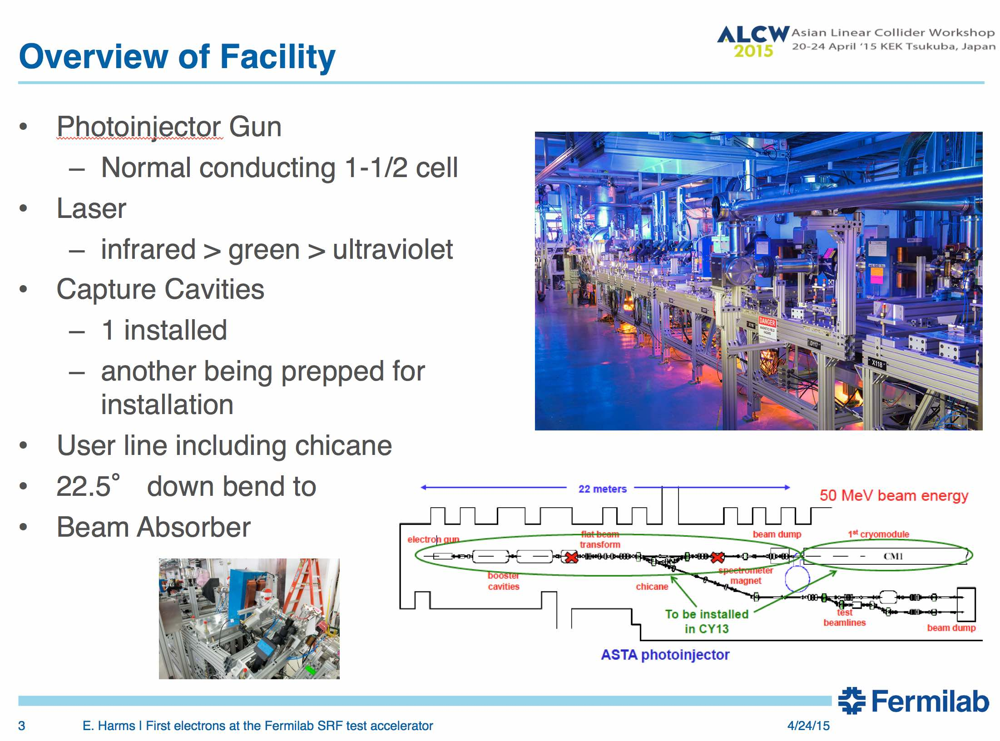 ALCW Asian Linear Collider Workshop
2015 20-24 April ‘15 KEK Tsukuba, Japan
Overview of Facility
• Photoinjector Gun
– Normal conducting 1-1/2 cell
• Laser
– infrared > green > ultraviolet
• Capture Cavities
– 1 installed
– another being prepped for
installation
• User line including chicane
• 22.5° down bend to
• Beam Absorber
DANGER
MAGNETIC FIELD
HAZARD
X116
D117
X118
22 meters
50 MeV beam energy
electron gun
flat beam
transform
beam dump
1st cryomodule
CM1
booster
cavities
chicane
spectrometer
magnet
To be installed
in CY13
test
beamlines
beam dump
ASTA photoinjector
Fermilab
3 E. Harms I First electrons at the Fermilab SRF test accelerator 4/24/15